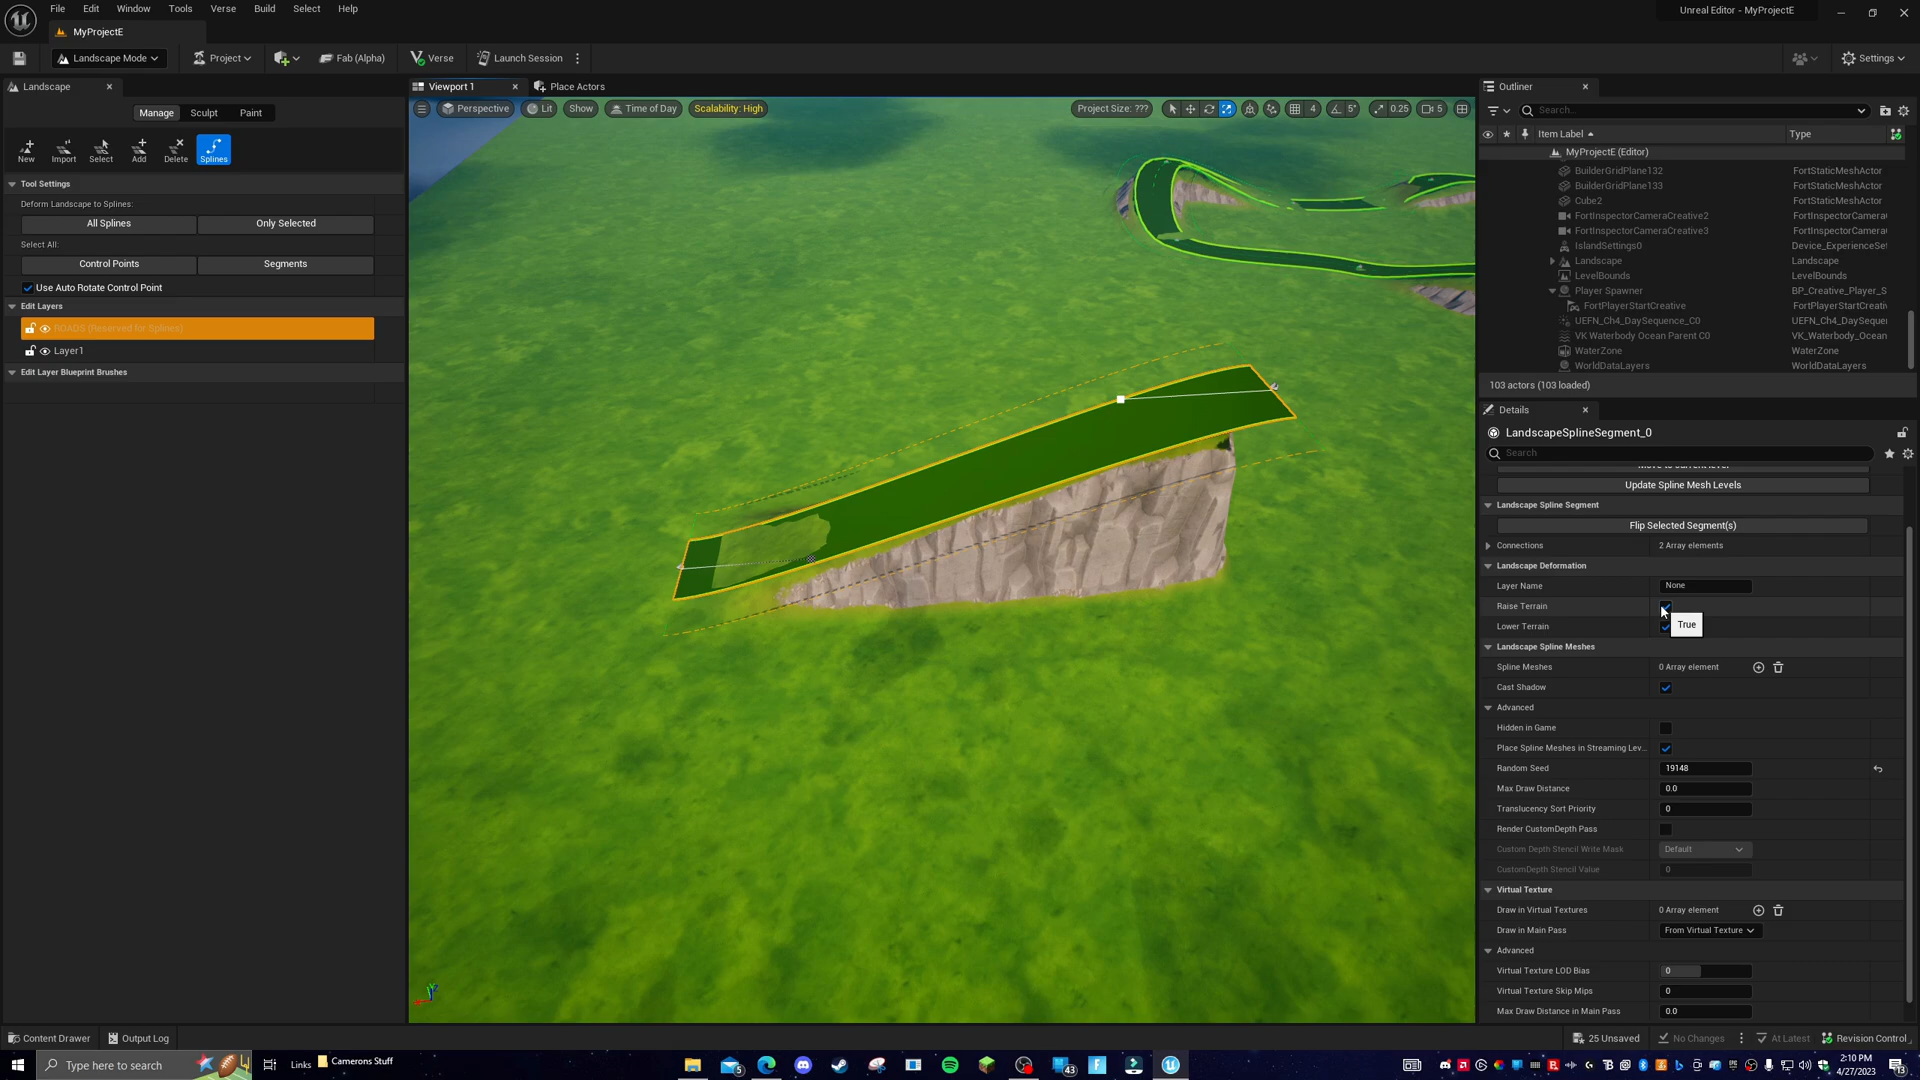 File Edit Window Tools Verse Build Select Help
Unreal Editor - MyProjectE
MyProjectE
Landscape Mode
Project
Fab (Alpha)
Verse
Launch Session
Settings
Landscape
Manage Sculpt Paint
New Import Select Add Delete Splines
Tool Settings
Deform Landscape to Splines:
All Splines Only Selected
Select All:
Control Points Segments
Use Auto Rotate Control Point
Edit Layers
ROADS (Reserved for Splines)
Layer1
Edit Layer Blueprint Brushes
Viewport 1
Place Actors
Perspective Lit Show Time of Day Scalability: High
Project Size: ??? 4 5° 0.25 5
Outliner
Search...
Item Label Type
MyProjectE (Editor)
BuilderGridPlane132 FortStaticMeshActor
BuilderGridPlane133 FortStaticMeshActor
Cube2 FortStaticMeshActor
FortInspectorCameraCreative2 FortInspectorCamera
FortInspectorCameraCreative3 FortInspectorCamera
IslandSettings0 Device_ExperienceSe
Landscape Landscape
LevelBounds LevelBounds
Player Spawner BP_Creative_Player_S
FortPlayerStartCreative FortPlayerStartCreati
UEFN_Ch4_DaySequence_C0 UEFN_Ch4_DaySeque
VK Waterbody Ocean Parent C0 VK_Waterbody_Ocean
WaterZone WaterZone
WorldDataLayers WorldDataLayers
103 actors (103 loaded)
Details
LandscapeSplineSegment_0
Search
Update Spline Mesh Levels
Landscape Spline Segment
Flip Selected Segment(s)
Connections 2 Array elements
Landscape Deformation
Layer Name None
Raise Terrain
True
Lower Terrain
Landscape Spline Meshes
Spline Meshes 0 Array element
Cast Shadow
Advanced
Hidden in Game
Place Spline Meshes in Streaming Lev...
Random Seed 19148
Max Draw Distance 0.0
Translucency Sort Priority 0
Render CustomDepth Pass
Custom Depth Stencil Write Mask Default
CustomDepth Stencil Value 0
Virtual Texture
Draw in Virtual Textures 0 Array element
Draw in Main Pass From Virtual Texture
Advanced
Virtual Texture LOD Bias 0
Virtual Texture Skip Mips 0
Max Draw Distance in Main Pass 0.0
Content Drawer Output Log
25 Unsaved No Changes At Latest Revision Control
Type here to search
Links Camerons Stuff
5
43
2:10 PM
4/27/2023
13